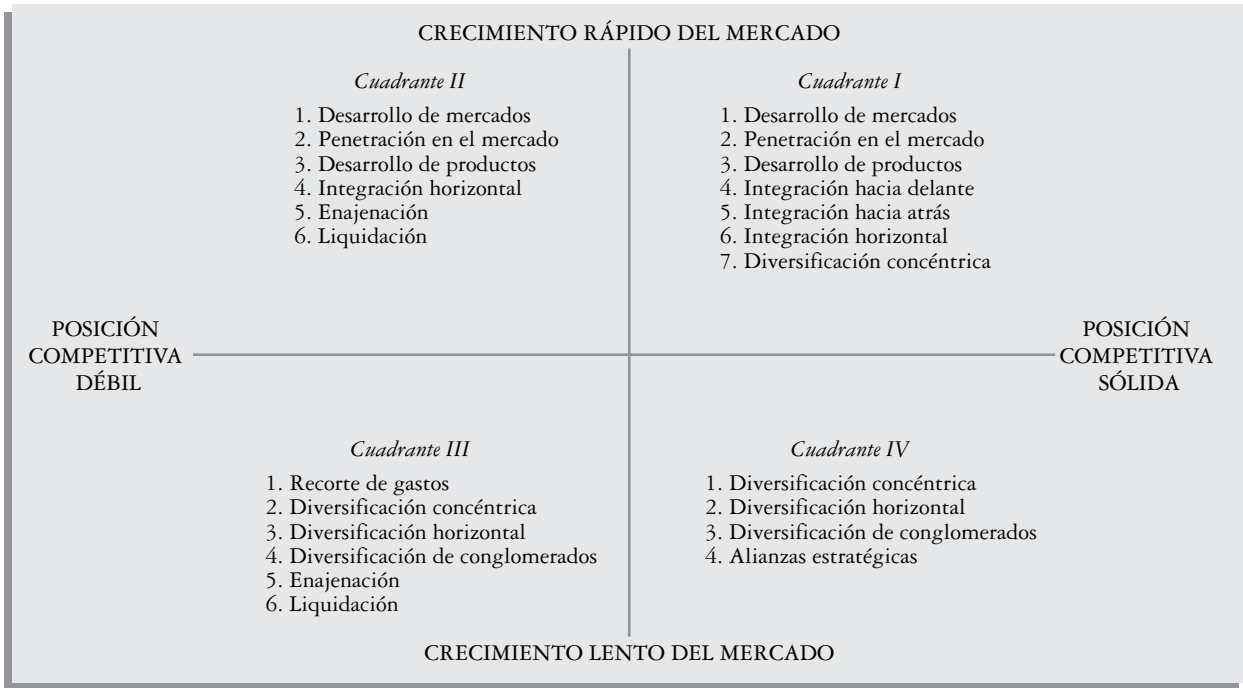 CRECIMIENTO RÁPIDO DEL MERCADO
Cuadrante II
1. Desarrollo de mercados
2. Penetración en el mercado
3. Desarrollo de productos
4. Integración horizontal
5. Enajenación
6. Liquidación
Cuadrante I
1. Desarrollo de mercados
2. Penetración en el mercado
3. Desarrollo de productos
4. Integración hacia delante
5. Integración hacia atrás
6. Integración horizontal
7. Diversificación concéntrica
POSICIÓN
COMPETITIVA
DÉBIL
POSICIÓN
COMPETITIVA
SÓLIDA
Cuadrante III
1. Recorte de gastos
2. Diversificación concéntrica
3. Diversificación horizontal
4. Diversificación de conglomerados
5. Enajenación
6. Liquidación
Cuadrante IV
1. Diversificación concéntrica
2. Diversificación horizontal
3. Diversificación de conglomerados
4. Alianzas estratégicas
CRECIMIENTO LENTO DEL MERCADO